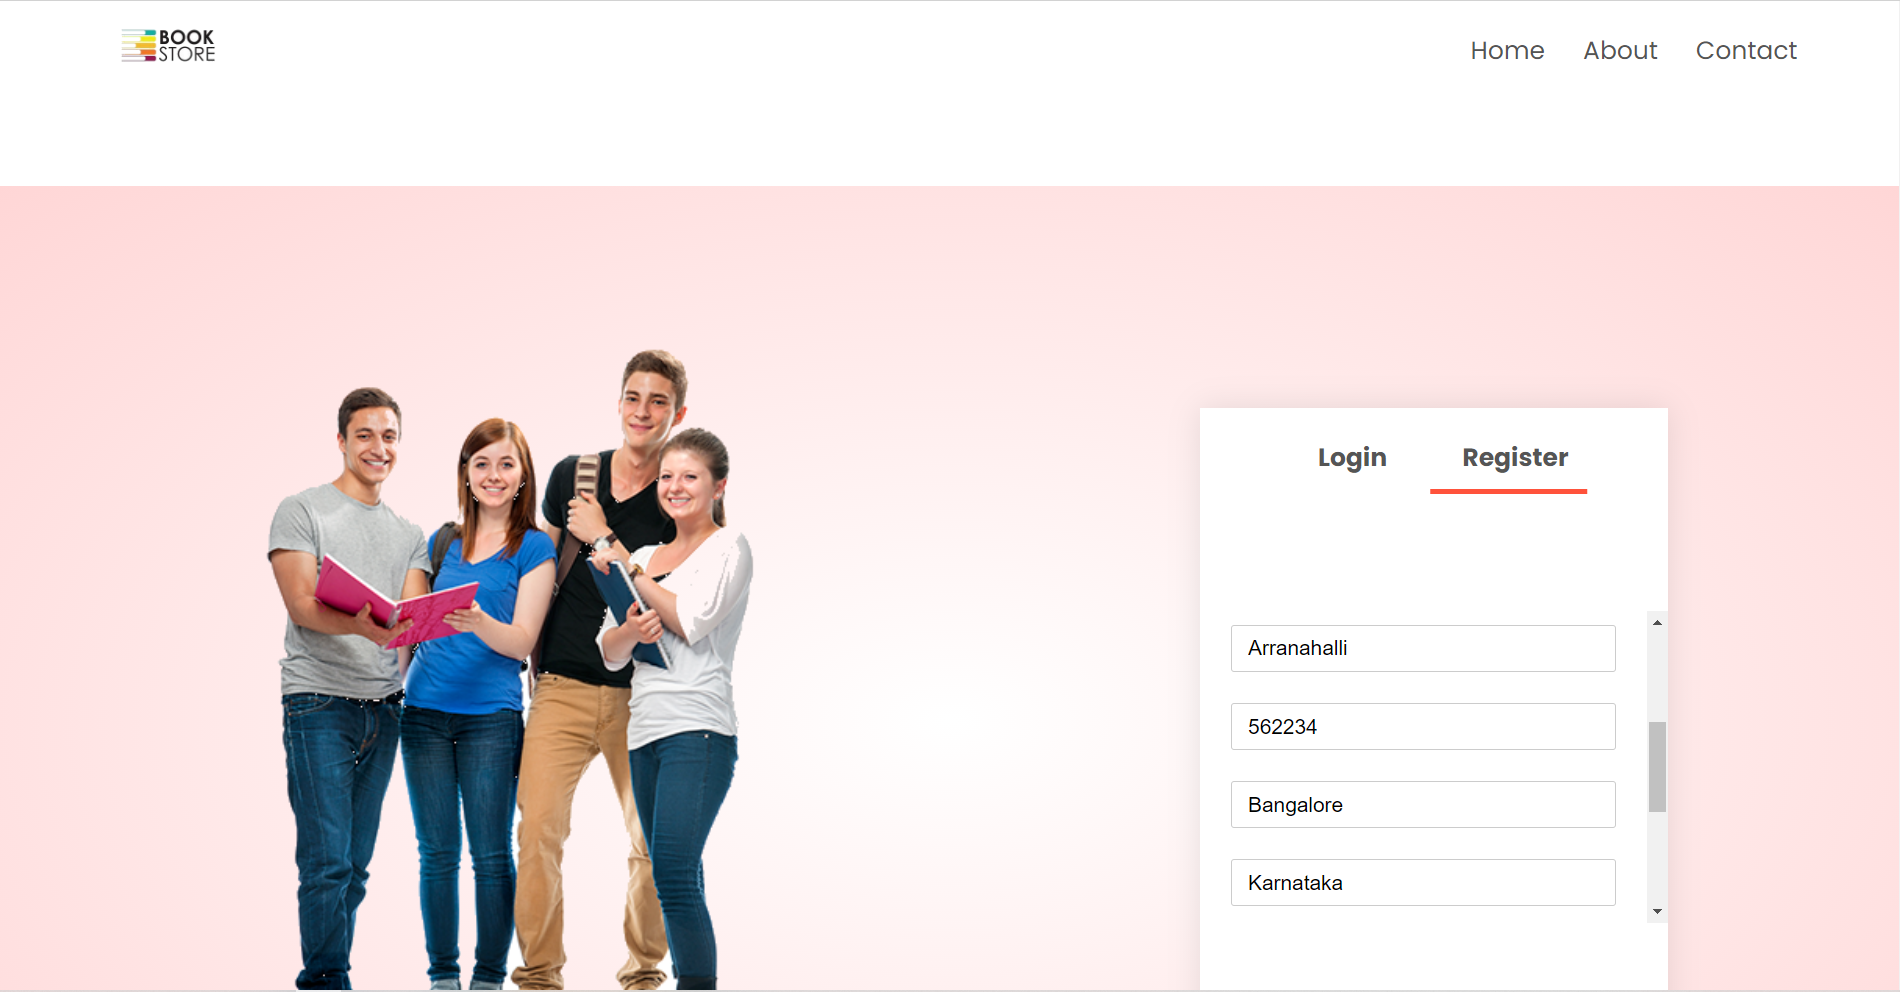 BOOK
STORE
Home About Contact
Login Register
Arranahalli
562234
Bangalore
Karnataka